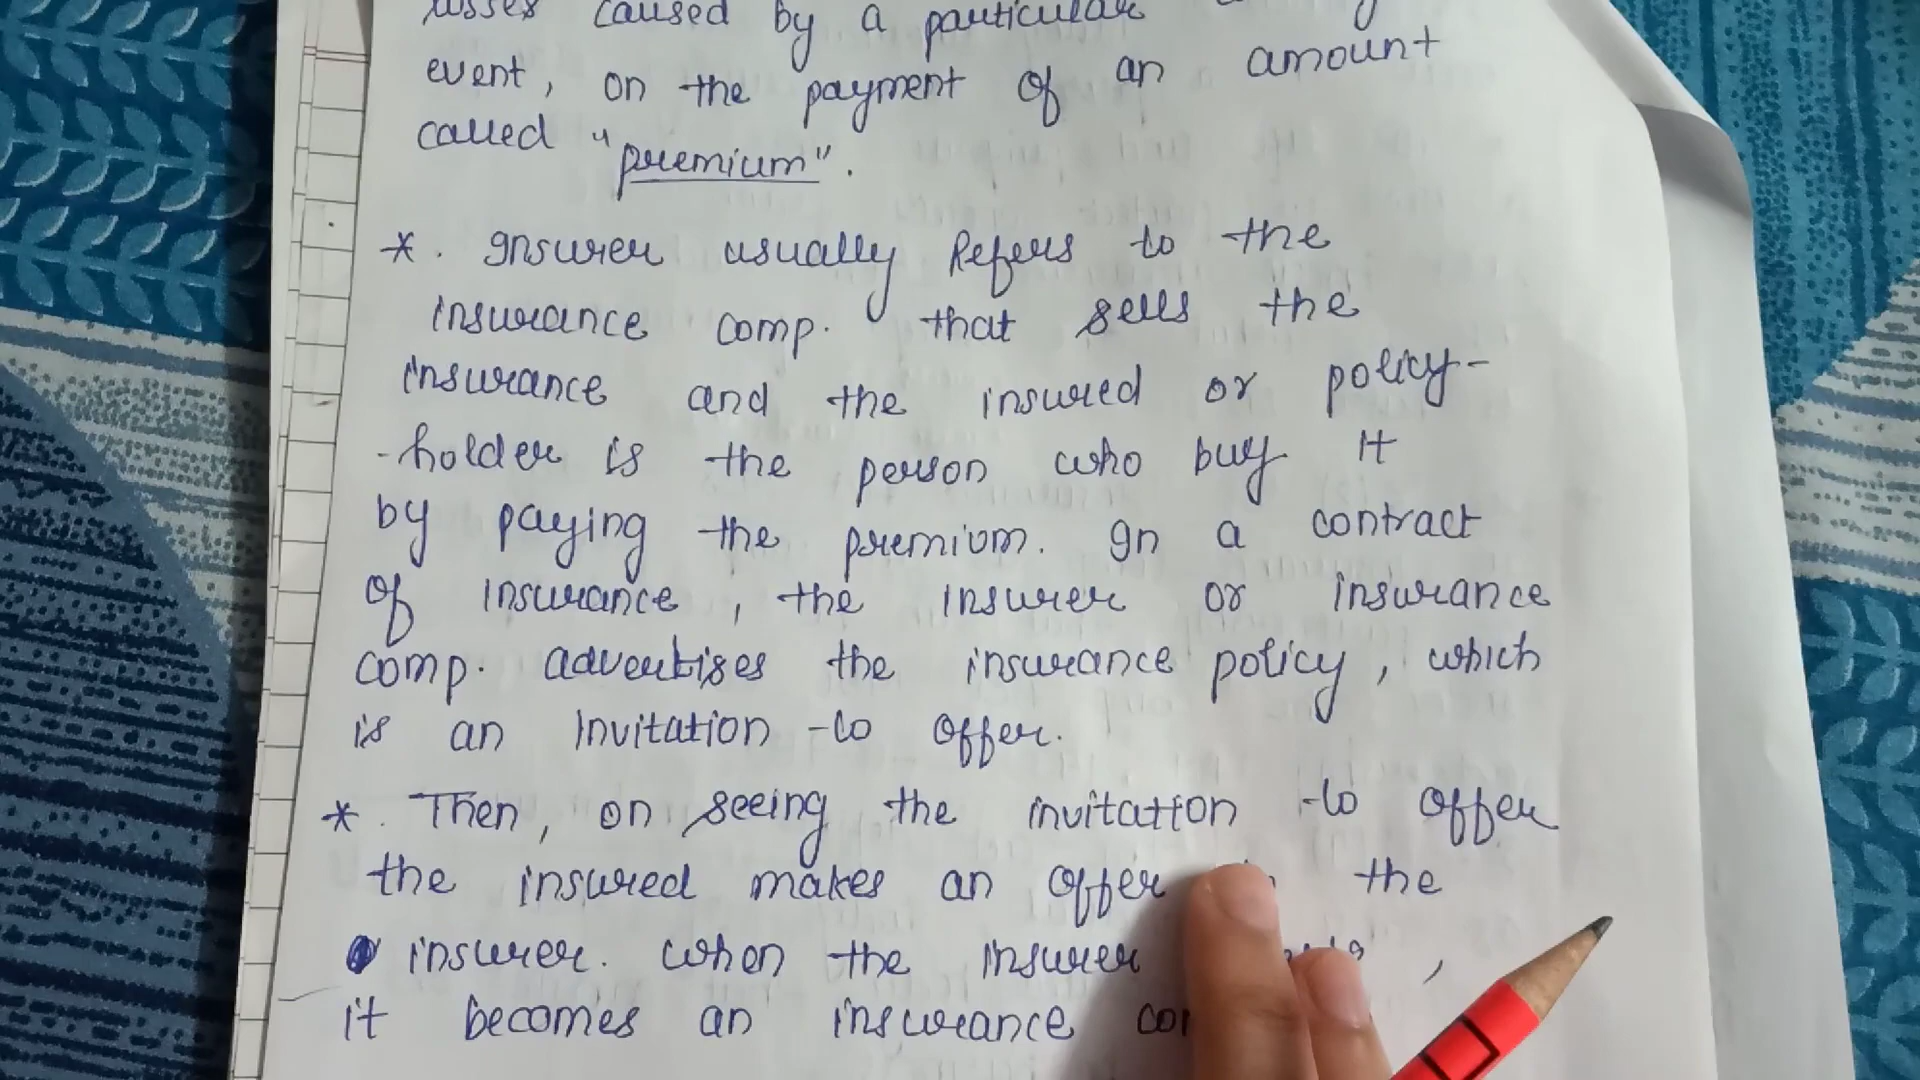 losses caused by a particular
event, on the payment of an amount
called "premium".
* . Insurer usually Refers to the
insurance comp. that sells the
insurance and the insured or policy-
-holder is the person who buy it
by paying the premium. In a contract
of insurance, the insurer or insurance
comp. advertises the insurance policy, which
is an invitation to offer.
* . Then, on seeing the invitation to offer
the insured makes an offer the
insurer. when the insurer ,
it becomes an insurance